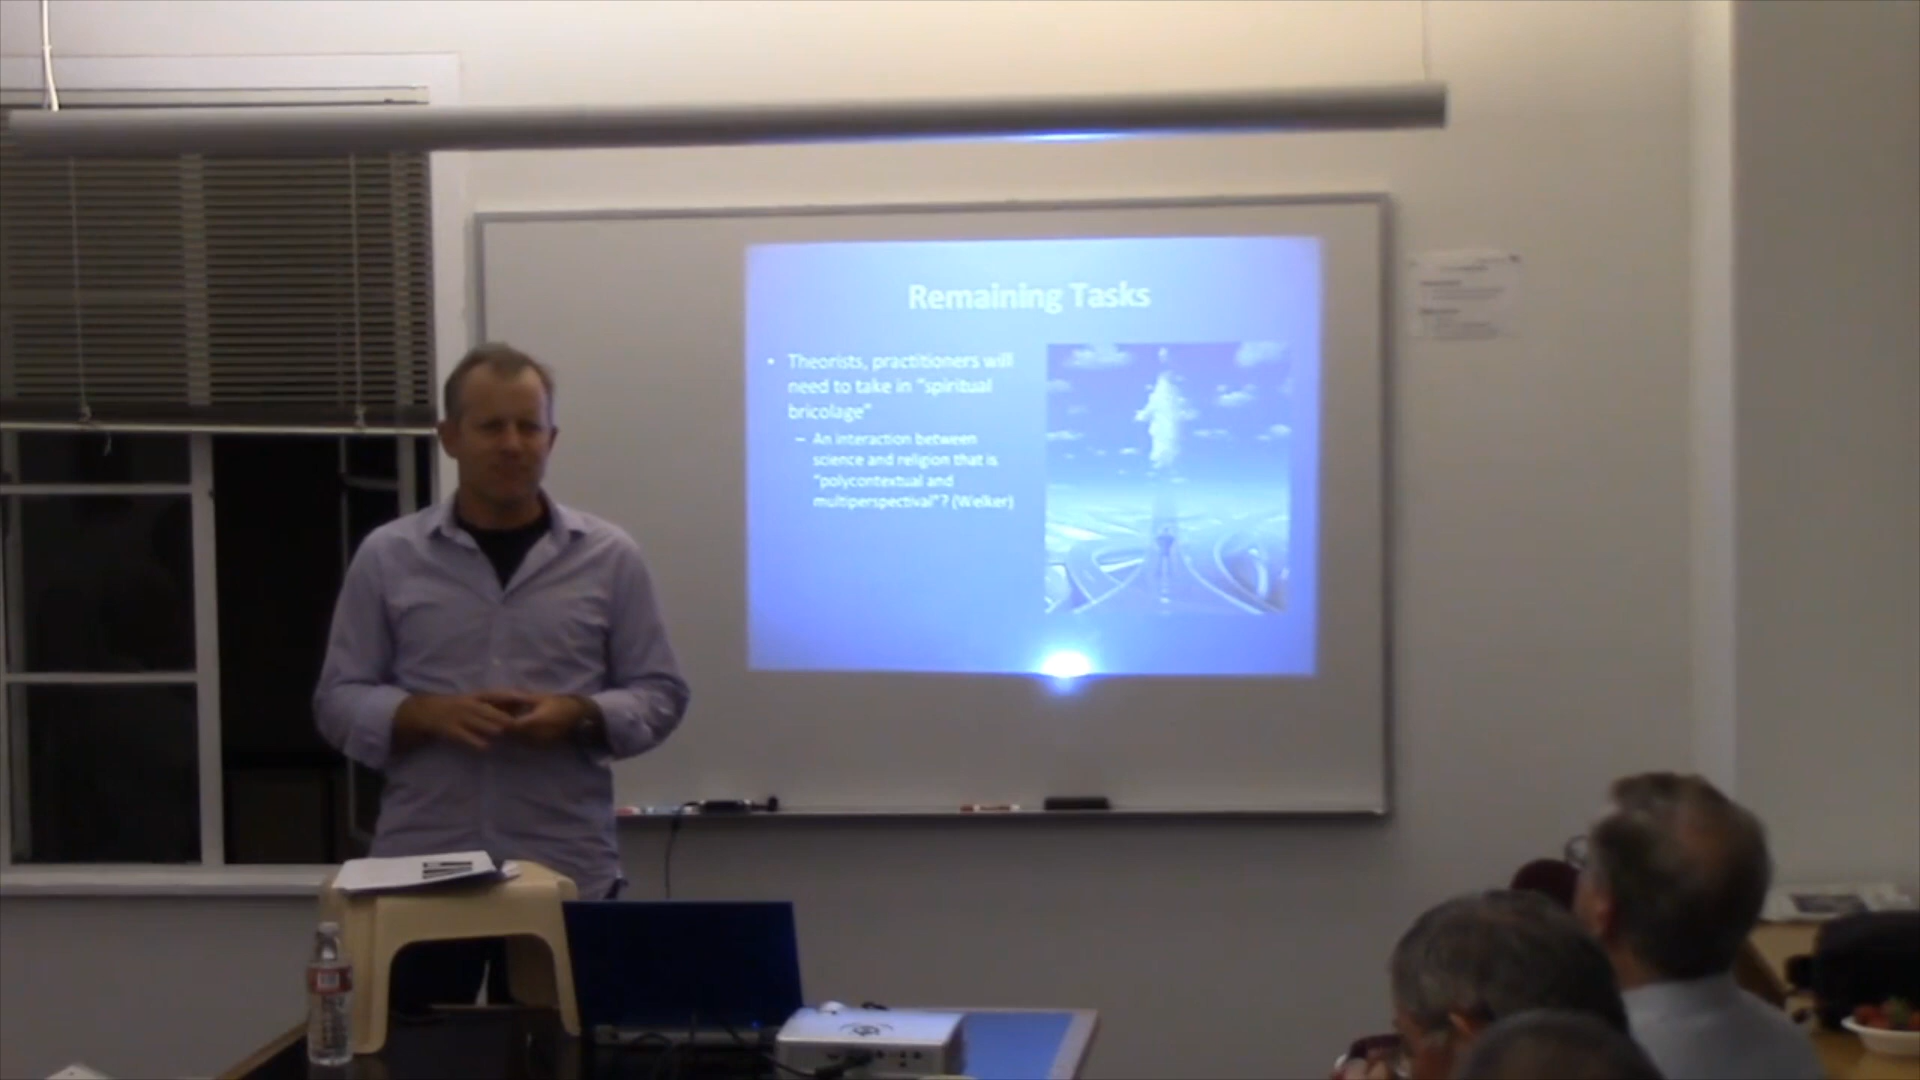 Remaining Tasks
• Theorists, practitioners will
need to take in "spiritual
bricolage"
– An interaction between
science and religion that is
"polycontextual and
multiperspectival"? (Welker)